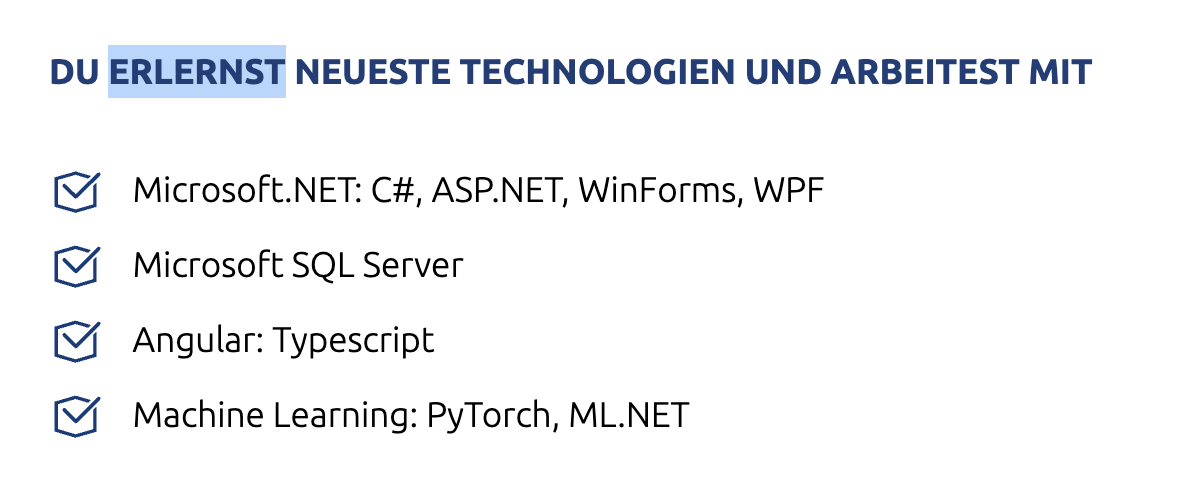 DU ERLERNST NEUESTE TECHNOLOGIEN UND ARBEITEST MIT
Microsoft.NET: C#, ASP.NET, WinForms, WPF
Microsoft SQL Server
Angular: Typescript
Machine Learning: PyTorch, ML.NET